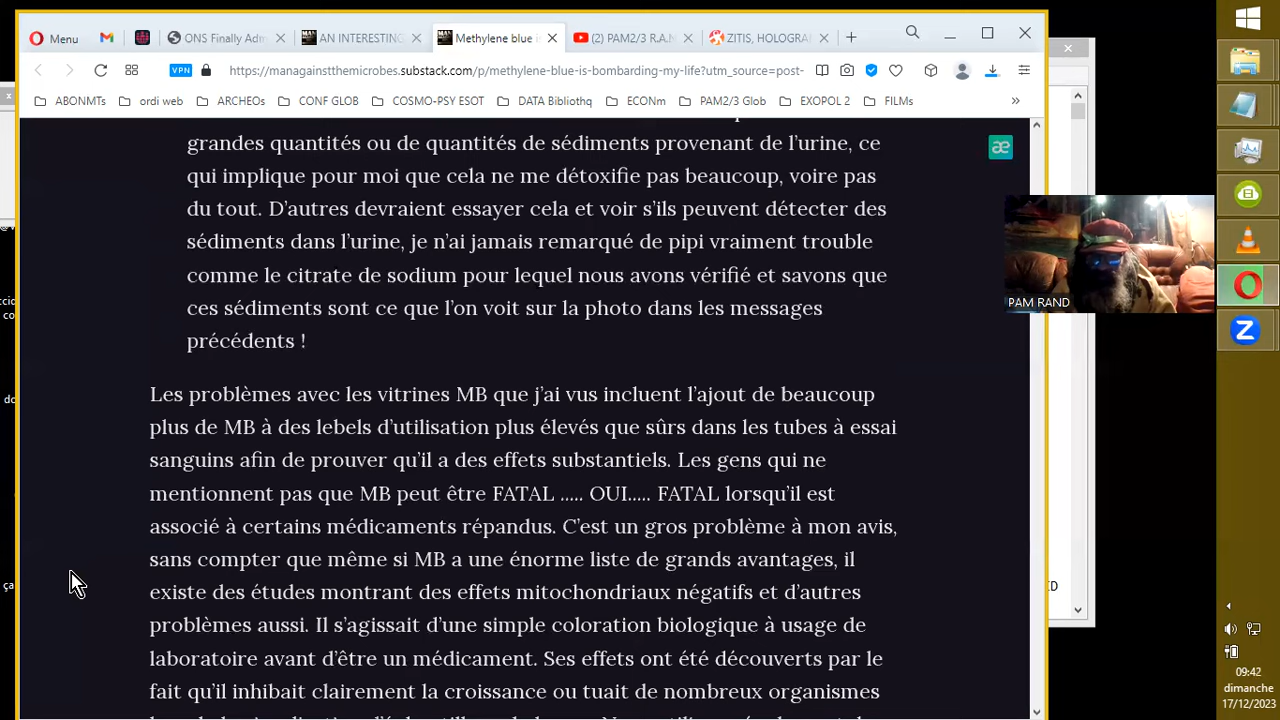 Menu
ONS Finally Adm
AN INTERESTING
Methylene blue is
(2) PAM2/3 R.A.N
ZITIS, HOLOGRA
VPN
https://managainstthemicrobes.substack.com/p/methylene-blue-is-bombarding-my-life?utm_source=post-
ABONMTs
ordi web
ARCHEOs
CONF GLOB
COSMO-PSY ESOT
DATA Bibliothq
ECONm
PAM2/3 Glob
EXOPOL 2
FILMs
»
grandes quantités ou de quantités de sédiments provenant de l'urine, ce
qui implique pour moi que cela ne me détoxifie pas beaucoup, voire pas
du tout. D'autres devraient essayer cela et voir s'ils peuvent détecter des
sédiments dans l'urine, je n'ai jamais remarqué de pipi vraiment trouble
comme le citrate de sodium pour lequel nous avons vérifié et savons que
ces sédiments sont ce que l'on voit sur la photo dans les messages
précédents !
Les problèmes avec les vitrines MB que j'ai vus incluent l'ajout de beaucoup
plus de MB à des lebels d'utilisation plus élevés que sûrs dans les tubes à essai
sanguins afin de prouver qu'il a des effets substantiels. Les gens qui ne
mentionnent pas que MB peut être FATAL ..... OUI..... FATAL lorsqu'il est
associé à certains médicaments répandus. C'est un gros problème à mon avis,
sans compter que même si MB a une énorme liste de grands avantages, il
existe des études montrant des effets mitochondriaux négatifs et d'autres
problèmes aussi. Il s'agissait d'une simple coloration biologique à usage de
laboratoire avant d'être un médicament. Ses effets ont été découverts par le
fait qu'il inhibait clairement la croissance ou tuait de nombreux organismes
æ
PAM RAND
09:42
dimanche
17/12/2023